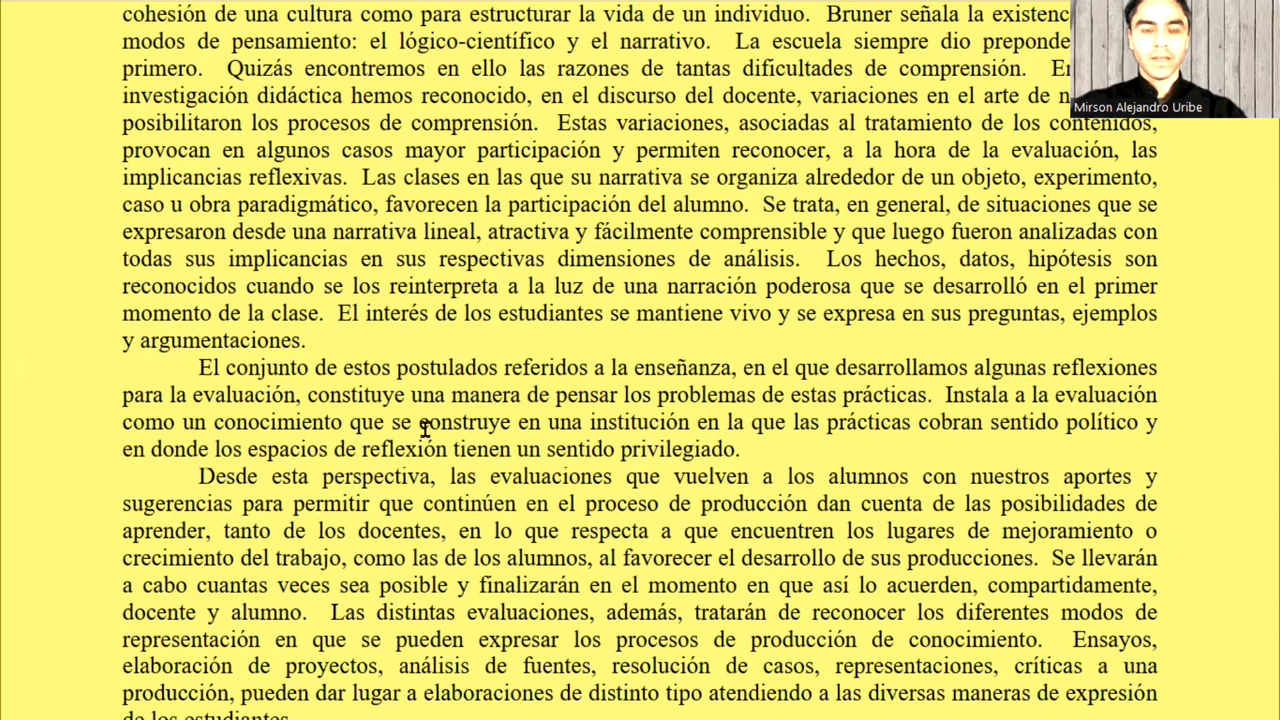 cohesión de una cultura como para estructurar la vida de un individuo. Bruner señala la
modos de pensamiento: el lógico-científico y el narrativo. La escuela siempre dio
primero. Quizás encontremos en ello las razones de tantas dificultades de comprensión.
investigación didáctica hemos reconocido, en el discurso del docente, variaciones en el arte de
posibilitaron los procesos de comprensión. Estas variaciones, asociadas al tratamiento de los contenidos,
provocan en algunos casos mayor participación y permiten reconocer, a la hora de la evaluación, las
implicancias reflexivas. Las clases en las que su narrativa se organiza alrededor de un objeto, experimento,
caso u obra paradigmático, favorecen la participación del alumno. Se trata, en general, de situaciones que se
expresaron desde una narrativa lineal, atractiva y fácilmente comprensible y que luego fueron analizadas con
todas sus implicancias en sus respectivas dimensiones de análisis. Los hechos, datos, hipótesis son
reconocidos cuando se los reinterpreta a la luz de una narración poderosa que se desarrolló en el primer
momento de la clase. El interés de los estudiantes se mantiene vivo y se expresa en sus preguntas, ejemplos
y argumentaciones.
El conjunto de estos postulados referidos a la enseñanza, en el que desarrollamos algunas reflexiones
para la evaluación, constituye una manera de pensar los problemas de estas prácticas. Instala a la evaluación
como un conocimiento que se construye en una institución en la que las prácticas cobran sentido político y
en donde los espacios de reflexión tienen un sentido privilegiado.
Desde esta perspectiva, las evaluaciones que vuelven a los alumnos con nuestros aportes y
sugerencias para permitir que continúen en el proceso de producción dan cuenta de las posibilidades de
aprender, tanto de los docentes, en lo que respecta a que encuentren los lugares de mejoramiento o
crecimiento del trabajo, como las de los alumnos, al favorecer el desarrollo de sus producciones. Se llevarán
a cabo cuantas veces sea posible y finalizarán en el momento en que así lo acuerden, compartidamente,
docente y alumno. Las distintas evaluaciones, además, tratarán de reconocer los diferentes modos de
representación en que se pueden expresar los procesos de producción de conocimiento. Ensayos,
elaboración de proyectos, análisis de fuentes, resolución de casos, representaciones, críticas a una
producción, pueden dar lugar a elaboraciones de distinto tipo atendiendo a las diversas maneras de expresión
de los estudiantes.
Mirson Alejandro Uribe